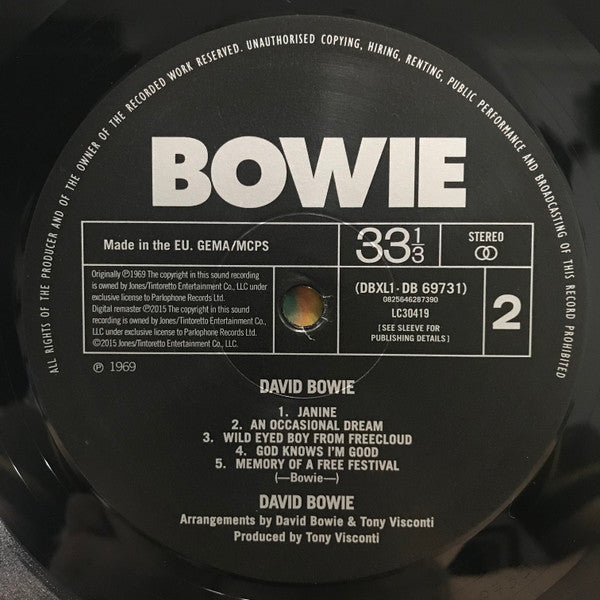 ALL RIGHTS OF THE PRODUCER AND OF THE OWNER OF THE RECORDED WORK RESERVED. UNAUTHORISED COPYING, HIRING, RENTING, PUBLIC PERFORMANCE AND BROADCASTING OF THIS RECORD PROHIBITED
BOWIE
Made in the EU. GEMA/MCPS
33 1/3
STEREO
Originally ℗1969 The copyright in this sound recording
is owned by Jones/Tintoretto Entertainment Co., LLC under
exclusive license to Parlophone Records Ltd.
Digital remaster ℗2015 The copyright in this sound
recording is owned by Jones/Tintoretto Entertainment Co.,
LLC under exclusive license to Parlophone Records Ltd.
©2015 Jones/Tintoretto Entertainment Co., LLC.
(DBXL1·DB 69731)
0825646287390
LC30419
[SEE SLEEVE FOR
PUBLISHING DETAILS]
2
℗ 1969
DAVID BOWIE
1. JANINE
2. AN OCCASIONAL DREAM
3. WILD EYED BOY FROM FREECLOUD
4. GOD KNOWS I'M GOOD
5. MEMORY OF A FREE FESTIVAL
(—Bowie—)
DAVID BOWIE
Arrangements by David Bowie & Tony Visconti
Produced by Tony Visconti